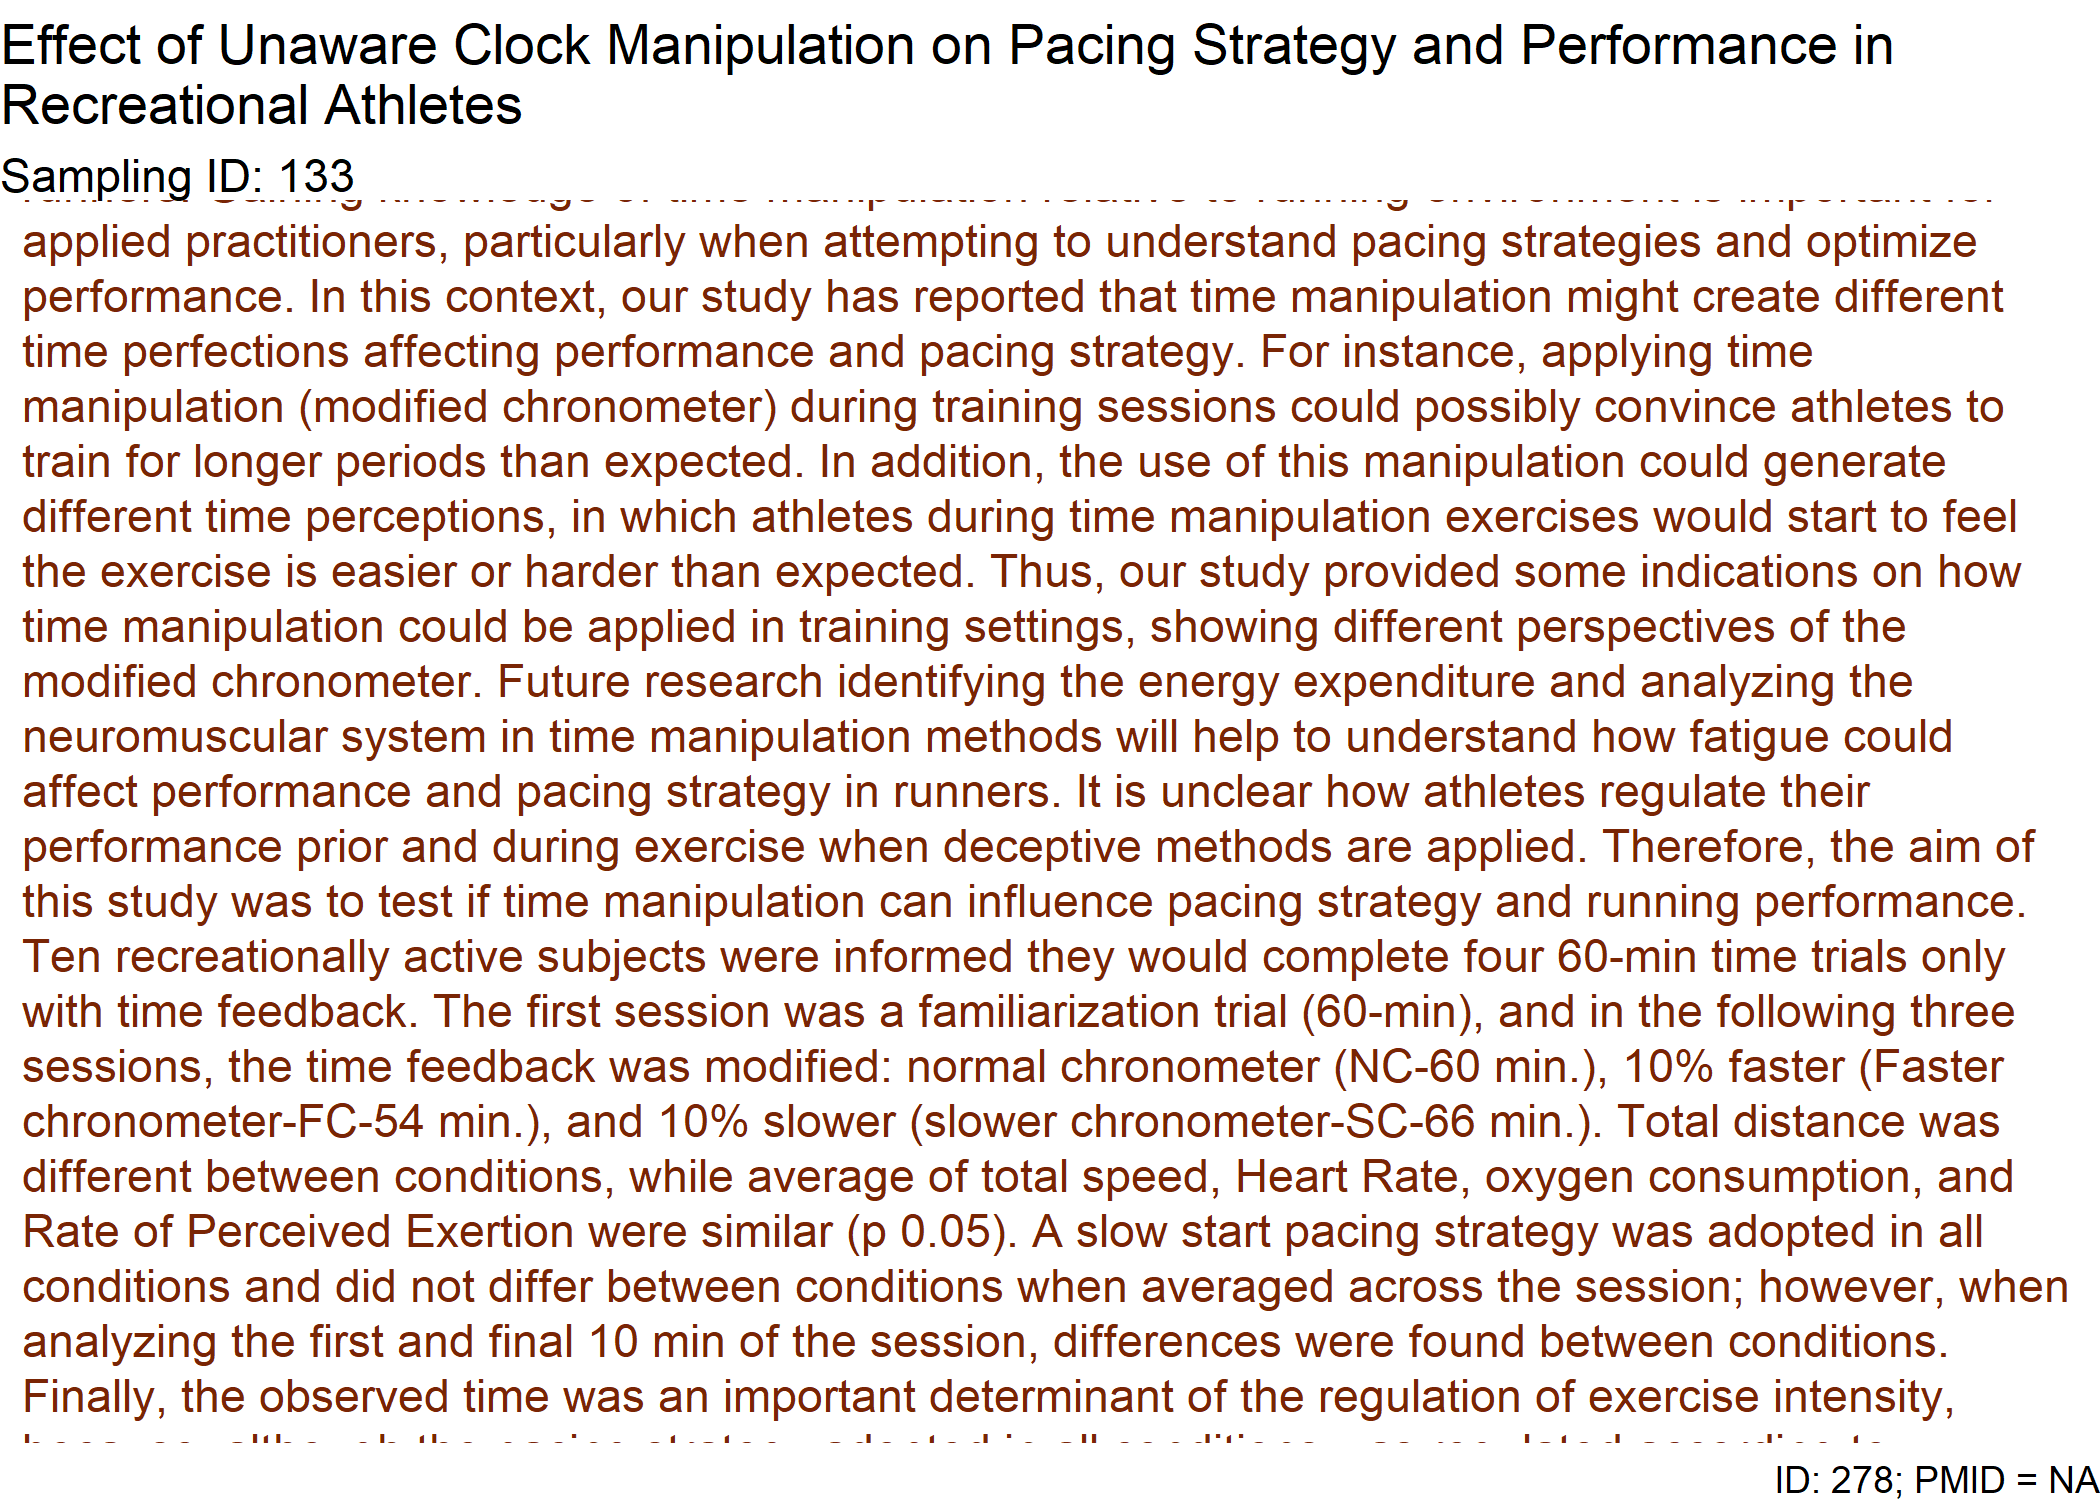 Effect of Unaware Clock Manipulation on Pacing Strategy and Performance in
Recreational Athletes
Sampling ID: 133
applied practitioners, particularly when attempting to understand pacing strategies and optimize
performance. In this context, our study has reported that time manipulation might create different
time perfections affecting performance and pacing strategy. For instance, applying time
manipulation (modified chronometer) during training sessions could possibly convince athletes to
train for longer periods than expected. In addition, the use of this manipulation could generate
different time perceptions, in which athletes during time manipulation exercises would start to feel
the exercise is easier or harder than expected. Thus, our study provided some indications on how
time manipulation could be applied in training settings, showing different perspectives of the
modified chronometer. Future research identifying the energy expenditure and analyzing the
neuromuscular system in time manipulation methods will help to understand how fatigue could
affect performance and pacing strategy in runners. It is unclear how athletes regulate their
performance prior and during exercise when deceptive methods are applied. Therefore, the aim of
this study was to test if time manipulation can influence pacing strategy and running performance.
Ten recreationally active subjects were informed they would complete four 60-min time trials only
with time feedback. The first session was a familiarization trial (60-min), and in the following three
sessions, the time feedback was modified: normal chronometer (NC-60 min.), 10% faster (Faster
chronometer-FC-54 min.), and 10% slower (slower chronometer-SC-66 min.). Total distance was
different between conditions, while average of total speed, Heart Rate, oxygen consumption, and
Rate of Perceived Exertion were similar (p 0.05). A slow start pacing strategy was adopted in all
conditions and did not differ between conditions when averaged across the session; however, when
analyzing the first and final 10 min of the session, differences were found between conditions.
Finally, the observed time was an important determinant of the regulation of exercise intensity,
ID: 278; PMID = NA